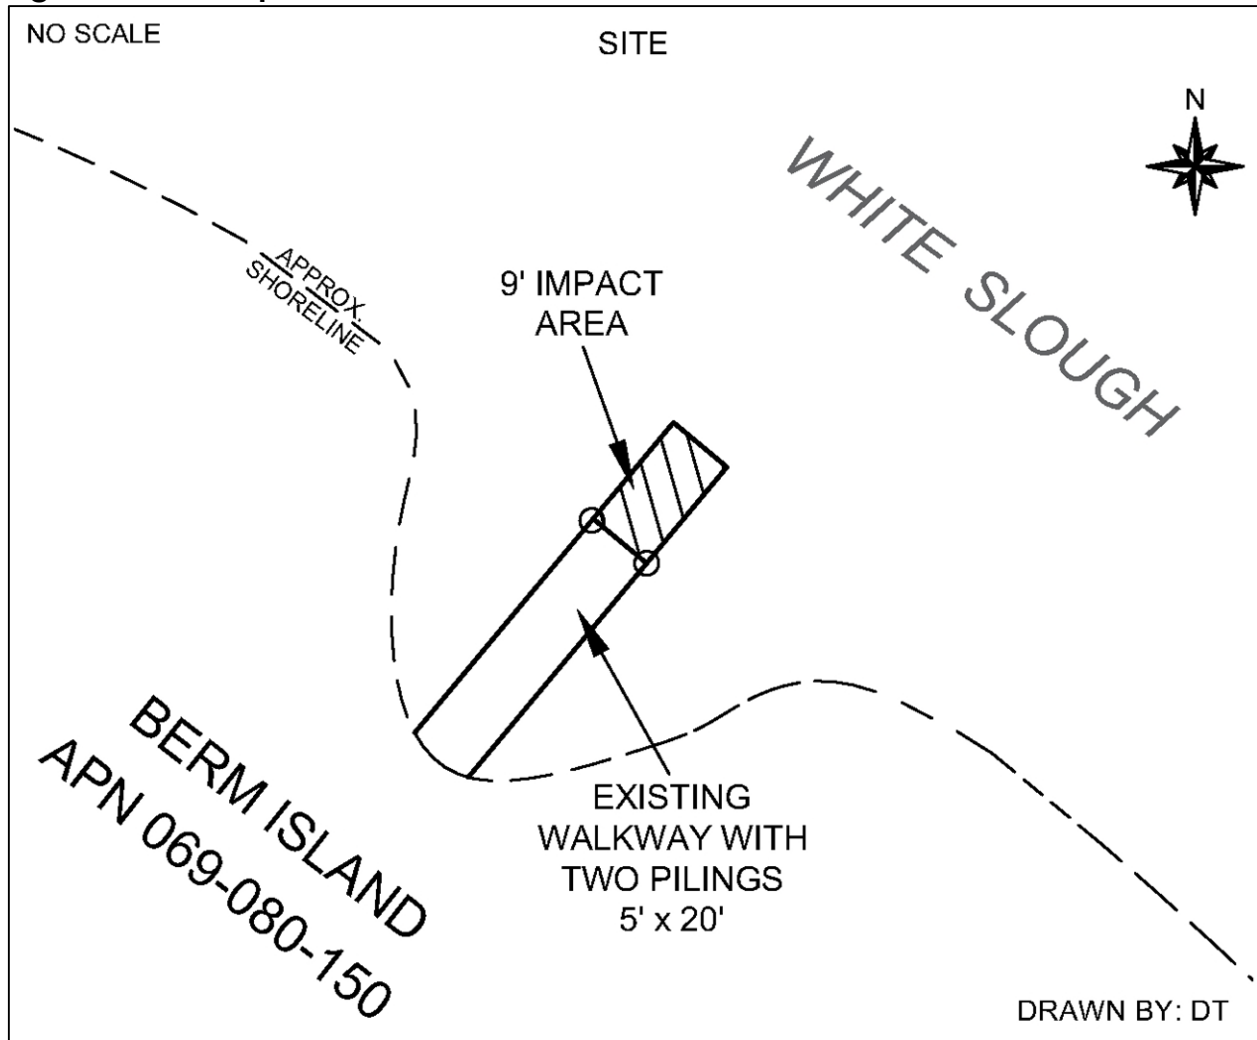 NO SCALE
SITE
N
WHITE SLOUGH
APPROX.
SHORELINE
9' IMPACT
AREA
BERM ISLAND
APN 069-080-150
EXISTING
WALKWAY WITH
TWO PILINGS
5' x 20'
DRAWN BY: DT